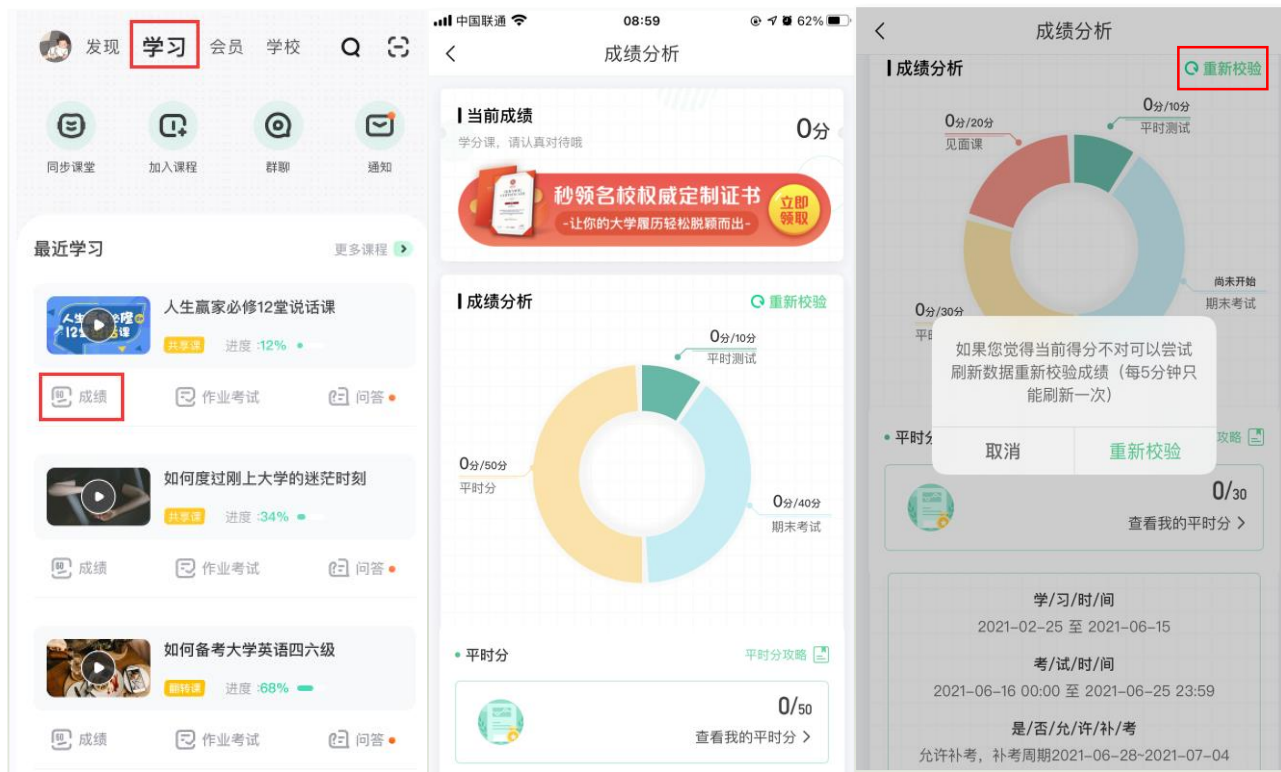 发现 学习 会员 学校
同步课堂 加入课程 群聊 通知
最近学习 更多课程
人生赢家必修12堂说话课
共享课 进度 :12%
成绩 作业考试 问答
如何度过刚上大学的迷茫时刻
共享课 进度 :34%
成绩 作业考试 问答
如何备考大学英语四六级
翻转课 进度 :68%
成绩 作业考试 问答
中国联通 08:59 62%
成绩分析
当前成绩
学分课，请认真对待哦
0分
秒领名校权威定制证书
-让你的大学履历轻松脱颖而出-
立即
领取
成绩分析 重新校验
0分/10分
平时测试
0分/50分
平时分
0分/40分
期末考试
平时分 平时分攻略
0/50
查看我的平时分
成绩分析
成绩分析 重新校验
0分/10分
平时测试
0分/20分
见面课
尚未开始
期末考试
0分/30分
如果您觉得当前得分不对可以尝试
刷新数据重新校验成绩（每5分钟只
能刷新一次）
取消 重新校验
平时 攻略
0/30
查看我的平时分
学/习/时/间
2021-02-25 至 2021-06-15
考/试/时/间
2021-06-16 00:00 至 2021-06-25 23:59
是/否/允/许/补/考
允许补考，补考周期2021-06-28~2021-07-04